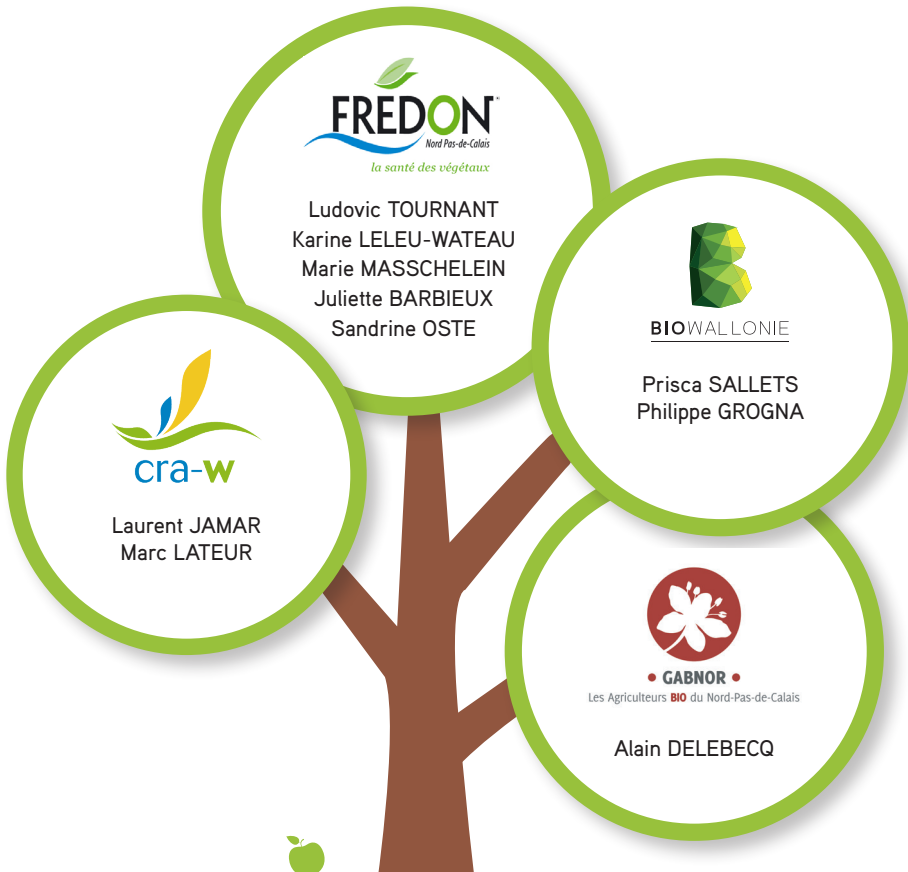 FREDON
Nord Pas-de-Calais
la santé des végétaux
Ludovic TOURNANT
Karine LELEU-WATEAU
Marie MASSCHELEIN
Juliette BARBIEUX
Sandrine OSTE
BIOWALLONIE
Prisca SALLETS
Philippe GROGNA
cra-w
Laurent JAMAR
Marc LATEUR
• GABNOR •
Les Agriculteurs BIO du Nord-Pas-de-Calais
Alain DELEBECQ